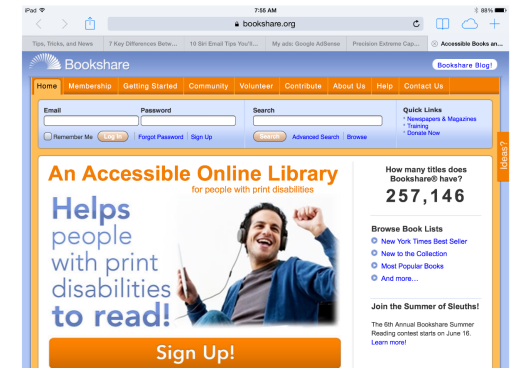 iPad
7:55 AM
88%
bookshare.org
Tips, Tricks, and News
7 Key Differences Betw...
10 Siri Email Tips You'll...
My ads: Google AdSense
Precision Extreme Cap...
Accessible Books an...
Bookshare
Bookshare Blog!
Home Membership Getting Started Community Volunteer Contribute About Us Help Contact Us
Email
Password
Search
Quick Links
Newspapers & Magazines
Training
Donate Now
Remember Me
Log in
Forgot Password
Sign Up
Search
Advanced Search
Browse
Ideas?
An Accessible Online Library
for people with print disabilities
Helps
people
with print
disabilities
to read!
Sign Up!
How many titles does
Bookshare® have?
257,146
Browse Book Lists
New York Times Best Seller
New to the Collection
Most Popular Books
And more…
Join the Summer of Sleuths!
The 6th Annual Bookshare Summer
Reading contest starts on June 16.
Learn more!